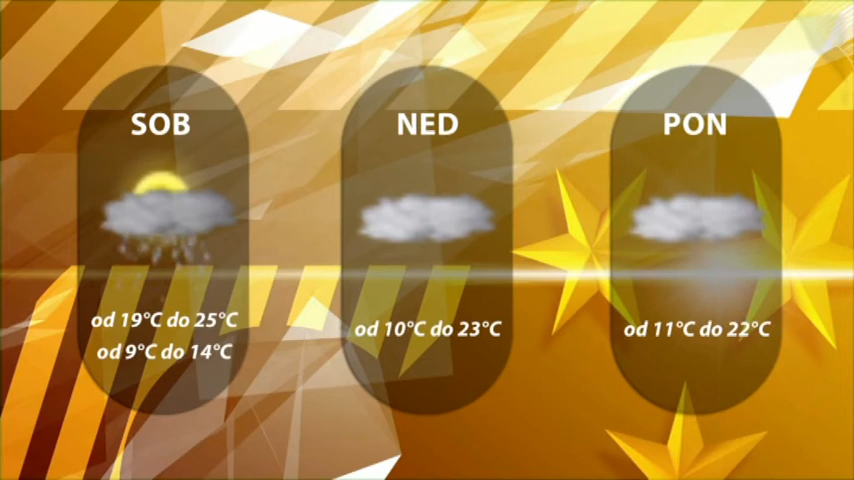 SOB
od 19°C do 25°C
od 9°C do 14°C
NED
od 10°C do 23°C
PON
od 11°C do 22°C